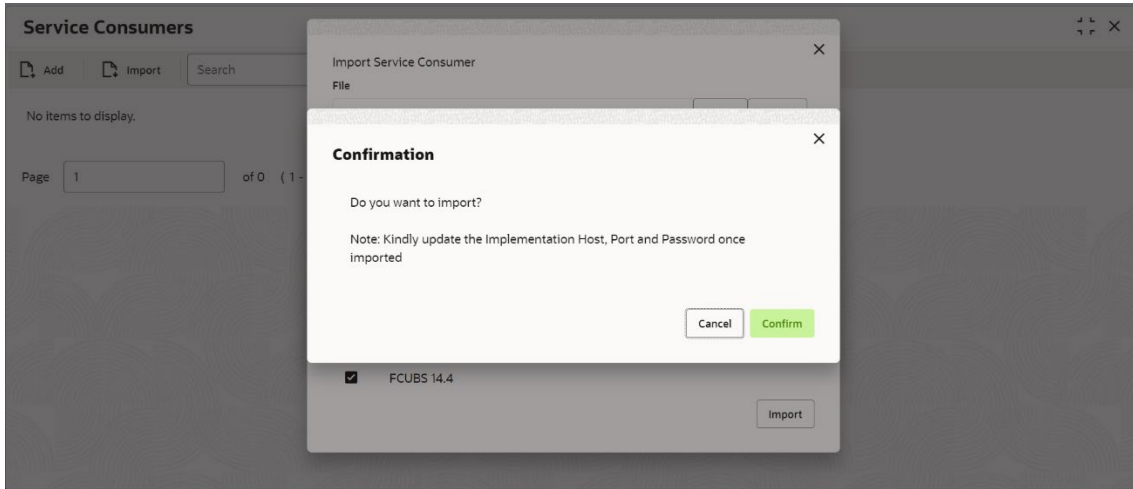 Service Consumers
Add Import Search
Import Service Consumer
File
No items to display.
Confirmation
Page 1 of 0 (1 -
Do you want to import?
Note: Kindly update the Implementation Host, Port and Password once
imported
Cancel Confirm
FCUBS 14.4
Import